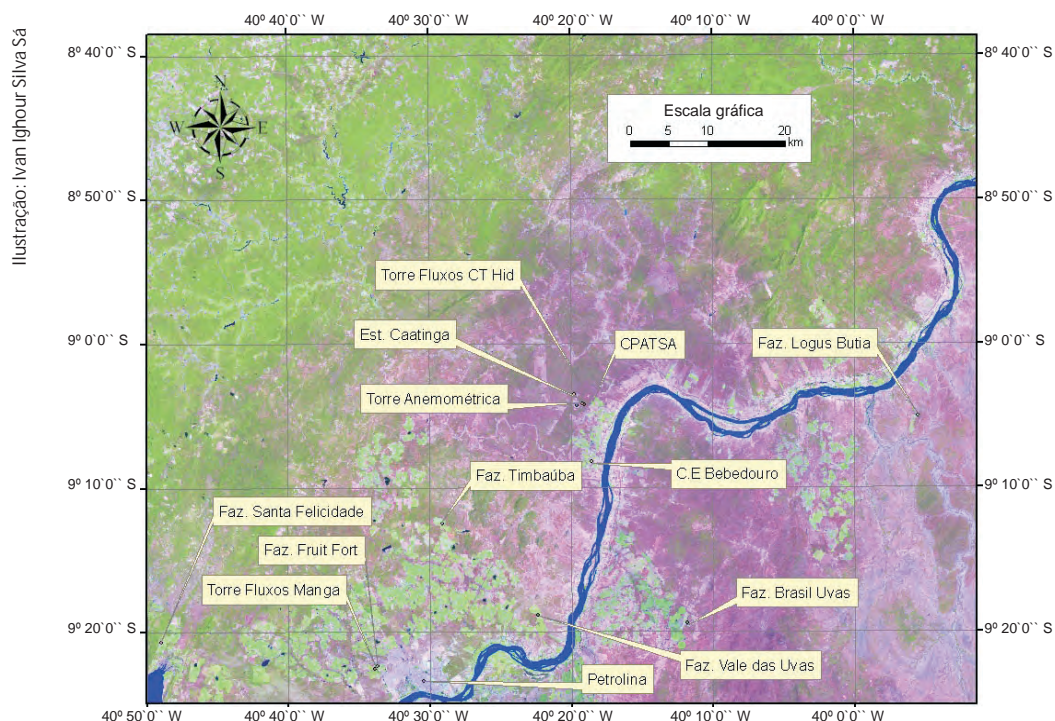 Ilustração: Ivan Ighour Silva Sá
40º 50'0`` W 40º 40'0`` W 40º 30'0`` W 40º 20'0`` W 40º 10'0`` W 40º 0'0`` W
8º 40`0`` S
8º 40`0`` S
N
W E
S
Escala gráfica
0 5 10 20
km
8º 50`0`` S
8º 50`0`` S
Torre Fluxos CT Hid
Est. Caatinga
CPATSA
9º 0`0`` S
9º 0`0`` S
Faz. Logus Butia
Torre Anemométrica
Faz. Timbaúba
C.E Bebedouro
9º 10`0`` S
9º 10`0`` S
Faz. Santa Felicidade
Faz. Fruit Fort
Torre Fluxos Manga
Faz. Brasil Uvas
9º 20`0`` S
9º 20`0`` S
Faz. Vale das Uvas
Petrolina
40º 50'0`` W 40º 40'0`` W 40º 30'0`` W 40º 20'0`` W 40º 10'0`` W 40º 0'0`` W